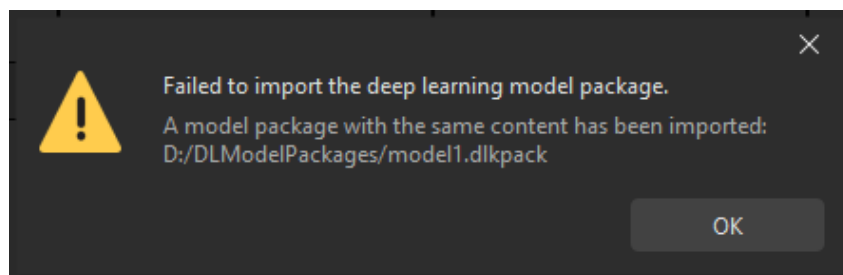 Failed to import the deep learning model package.
A model package with the same content has been imported:
D:/DLModelPackages/model1.dlkpack
OK